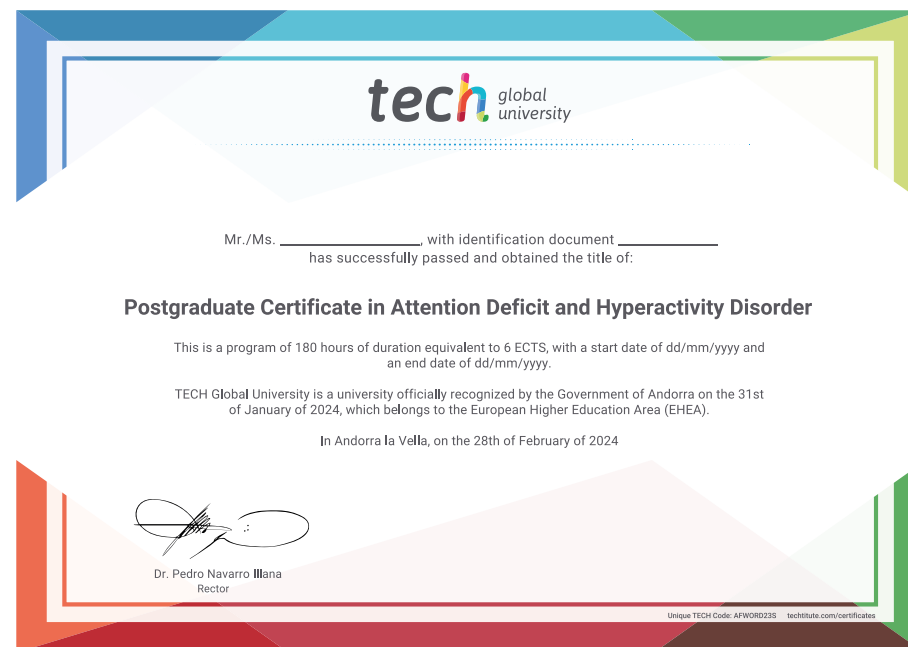 tech global university
Mr./Ms. ____________, with identification document ____________
has successfully passed and obtained the title of:
Postgraduate Certificate in Attention Deficit and Hyperactivity Disorder
This is a program of 180 hours of duration equivalent to 6 ECTS, with a start date of dd/mm/yyyy and
an end date of dd/mm/yyyy.
TECH Global University is a university officially recognized by the Government of Andorra on the 31st
of January of 2024, which belongs to the European Higher Education Area (EHEA).
In Andorra la Vella, on the 28th of February of 2024
Dr. Pedro Navarro Illana
Rector
Unique TECH Code: AFWORD23S techtitute.com/certificates